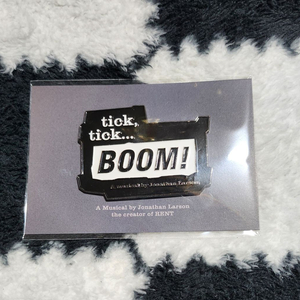 tick,
tick...
BOOM!
A musical by Jonathan Larson
A Musical by Jonathan Larson
the creator of RENT